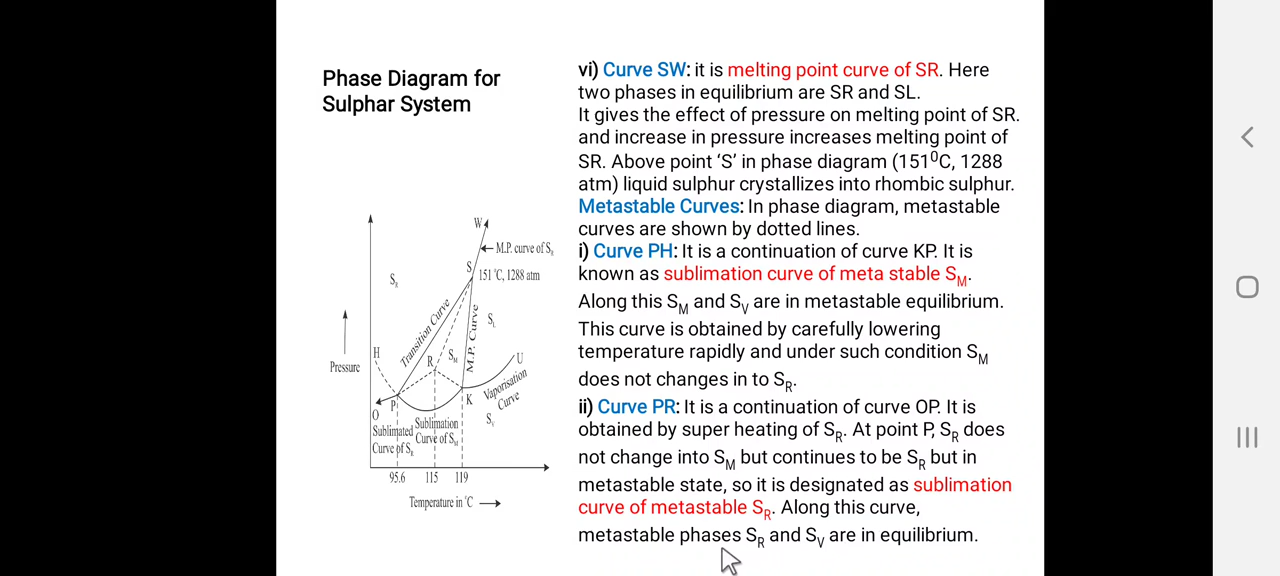 Phase Diagram for
Sulphar System
vi) Curve SW: it is melting point curve of SR. Here
two phases in equilibrium are SR and SL.
It gives the effect of pressure on melting point of SR.
and increase in pressure increases melting point of
SR. Above point ‘S’ in phase diagram (151⁰C, 1288
atm) liquid sulphur crystallizes into rhombic sulphur.
Metastable Curves: In phase diagram, metastable
curves are shown by dotted lines.
i) Curve PH: It is a continuation of curve KP. It is
known as sublimation curve of meta stable SM.
Along this SM and SV are in metastable equilibrium.
This curve is obtained by carefully lowering
temperature rapidly and under such condition SM
does not changes in to SR.
ii) Curve PR: It is a continuation of curve OP. It is
obtained by super heating of SR. At point P, SR does
not change into SM but continues to be SR but in
metastable state, so it is designated as sublimation
curve of metastable SR. Along this curve,
metastable phases SR and SV are in equilibrium.
W
M.P. curve of SR
S
151 °C, 1288 atm
SR
Transition Curve
M.P. Curve
SL
H
R
SM
U
Pressure
Vaporisation
Curve
P
K
O
Sublimated
Curve of SR
Sublimation
Curve of SM
SV
95.6 115 119
Temperature in °C